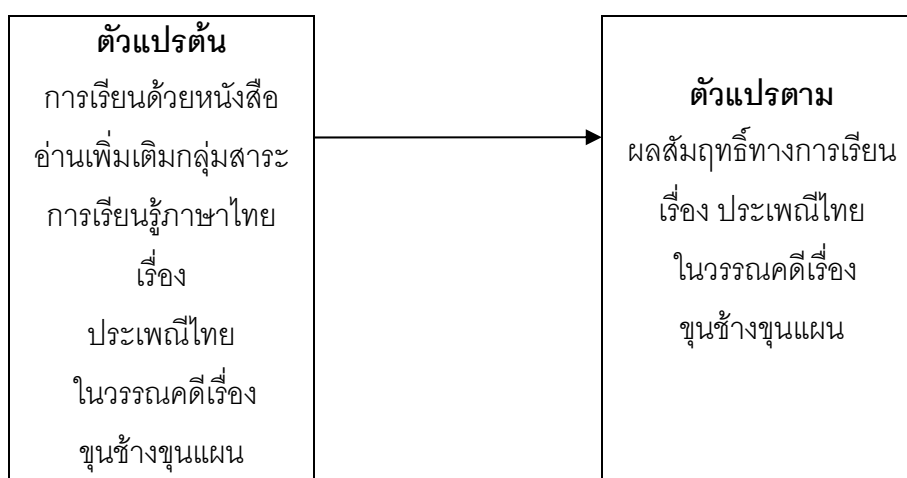 ตัวแปรต้น
การเรียนด้วยหนังสือ
อ่านเพิ่มเติมกลุ่มสาระ
การเรียนรู้ภาษาไทย
เรื่อง
ประเพณีไทย
ในวรรณคดีเรื่อง
ขุนช้างขุนแผน
ตัวแปรตาม
ผลสัมฤทธิ์ทางการเรียน
เรื่อง ประเพณีไทย
ในวรรณคดีเรื่อง
ขุนช้างขุนแผน